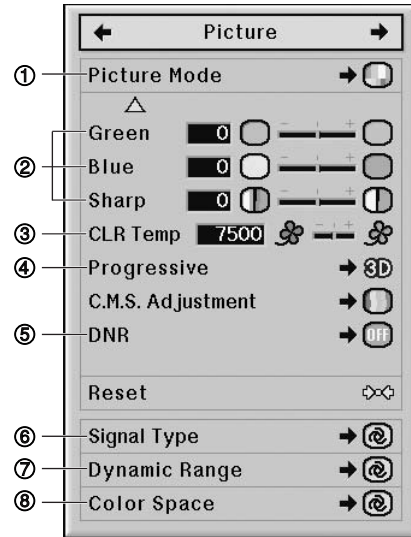 Picture
① Picture Mode
② Green 0
Blue 0
Sharp 0
③ CLR Temp 7500
④ Progressive 3D
C.M.S. Adjustment
⑤ DNR OFF
Reset
⑥ Signal Type
⑦ Dynamic Range
⑧ Color Space